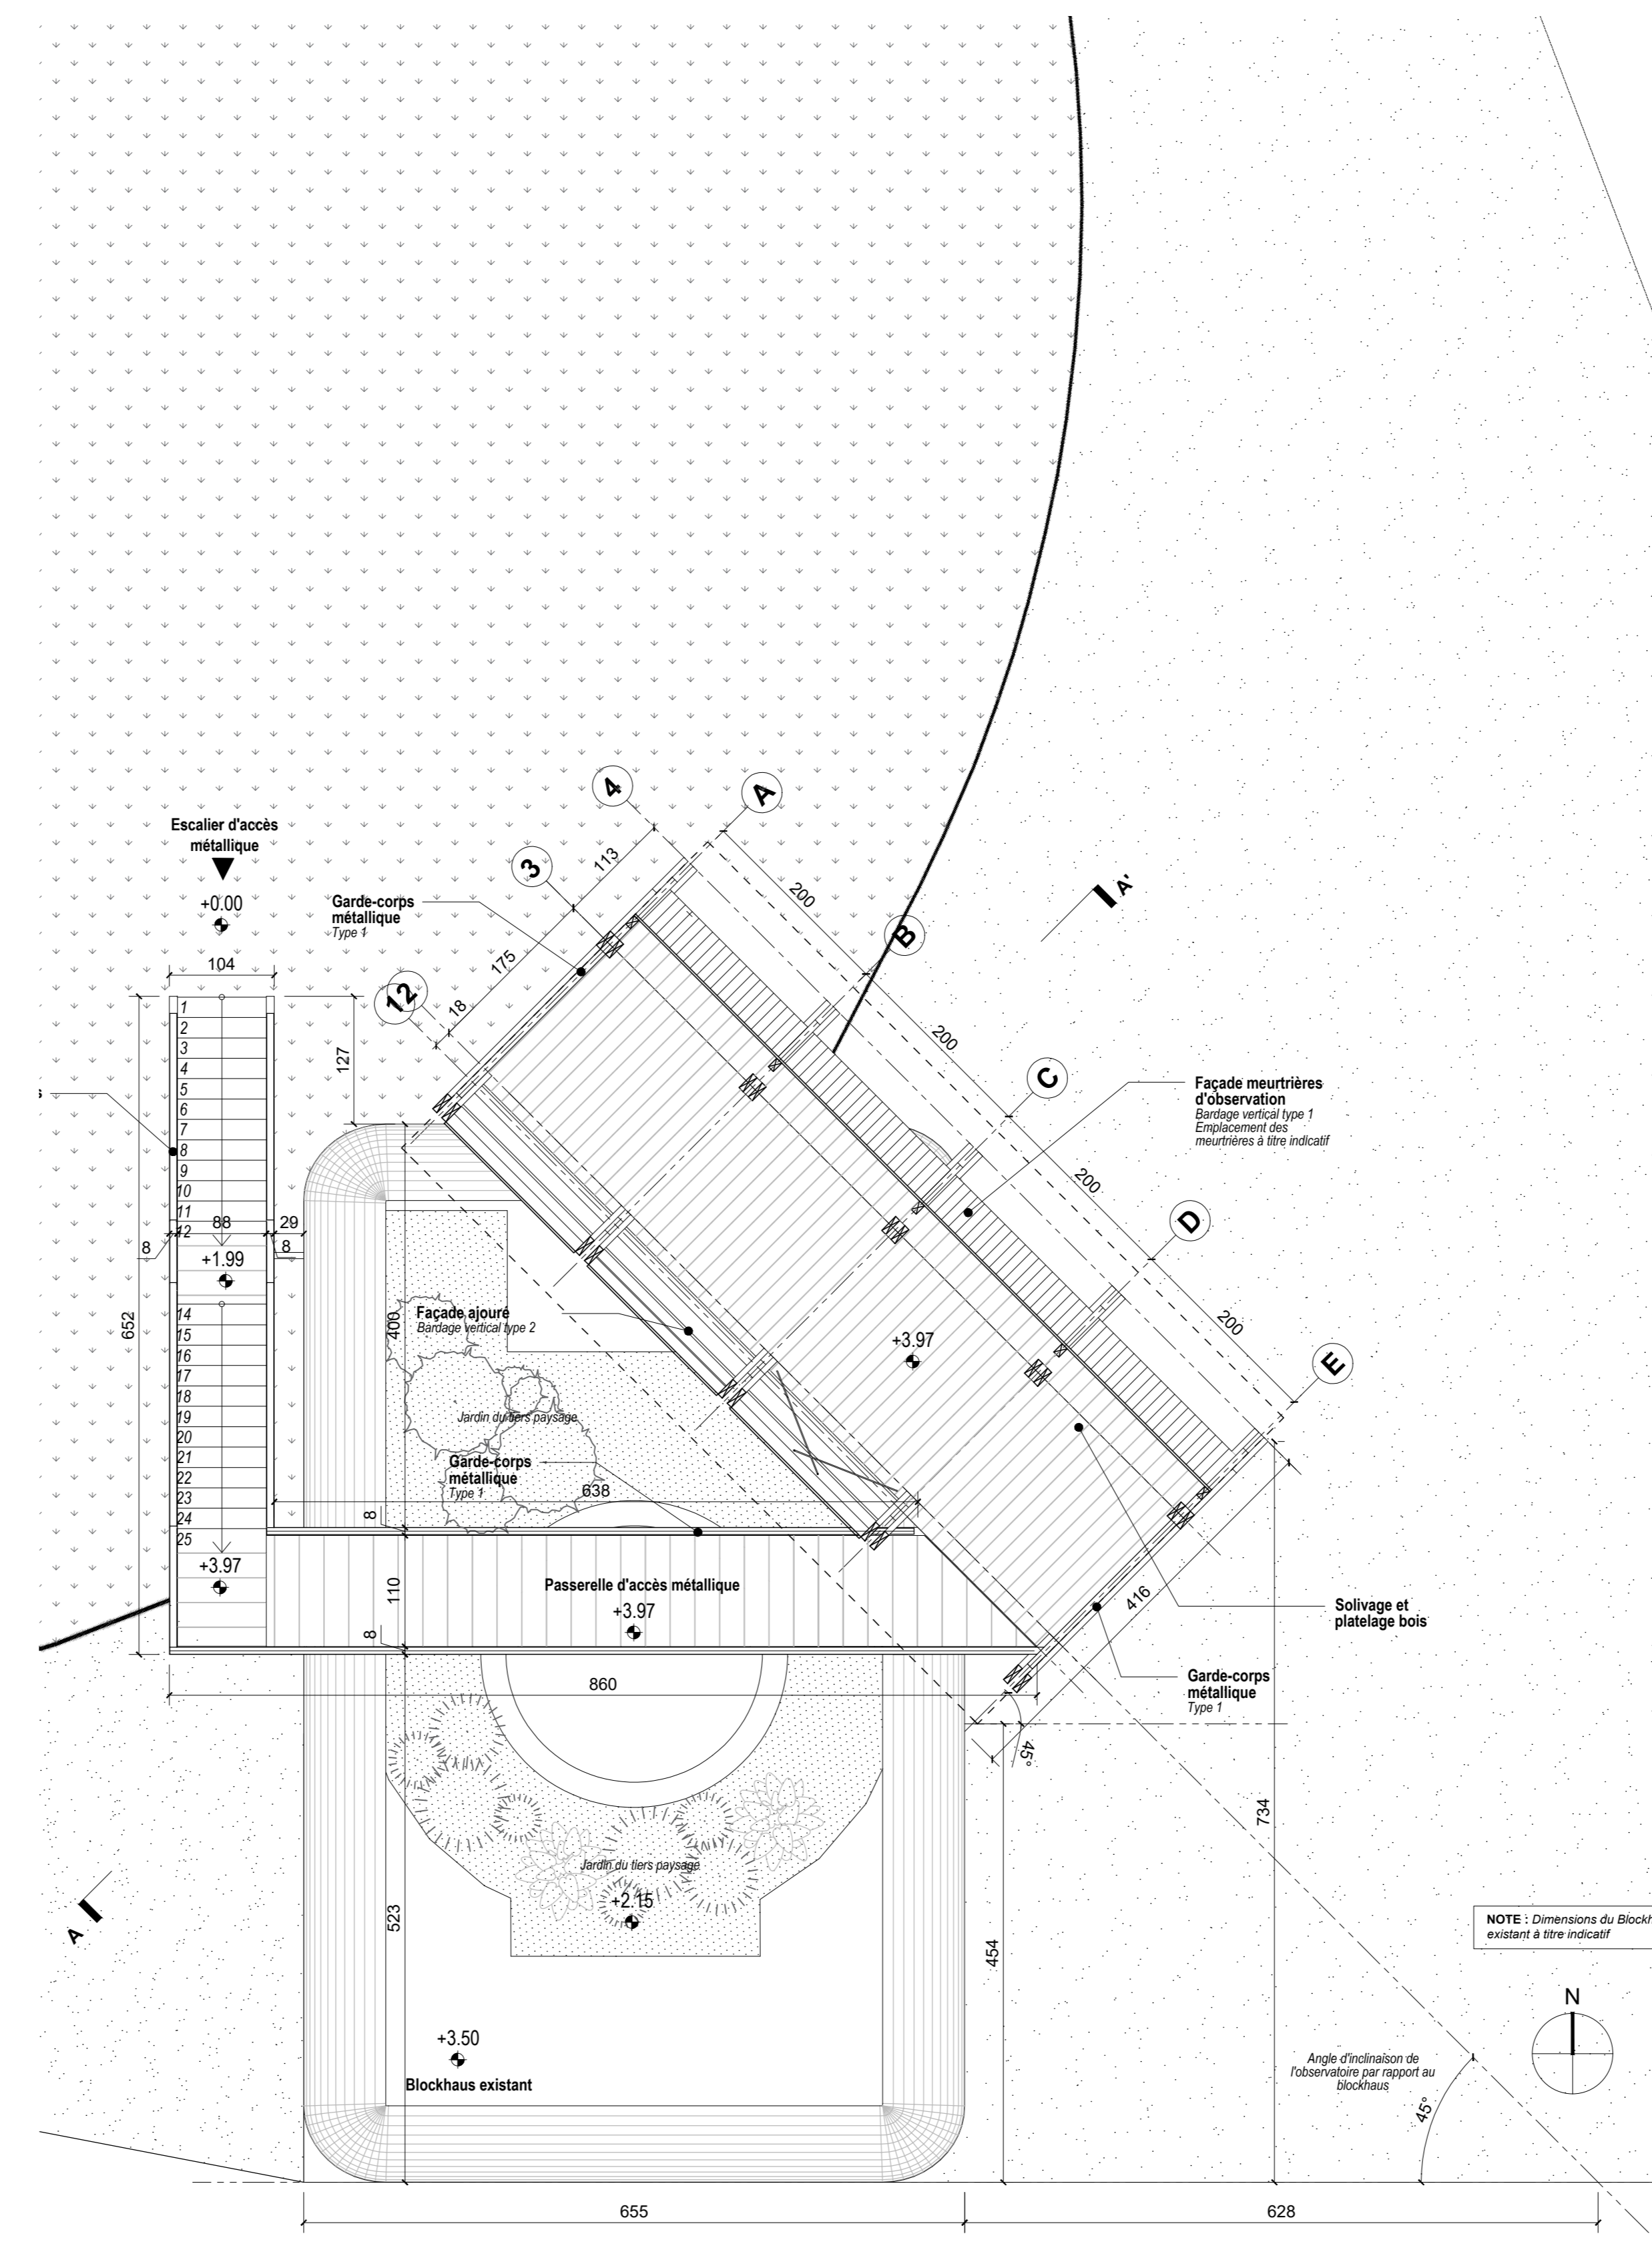 4
A
3
113
200
Escalier d'accès
métallique
+0.00
Garde-corps
métallique
Type 1
A'
B
175
104
12
18
200
127
C
Façade meurtrières
d'observation
Bardage vertical type 1
Emplacement des
meurtrières à titre indicatif
1
2
3
4
5
6
7
8
9
10
11
12
88
29
8
8
+1.99
200
D
652
400
Façade ajouré
Bardage vertical type 2
+3.97
200
E
14
15
16
17
18
19
20
21
22
23
24
25
Jardin du tiers paysage
Garde-corps
métallique
Type 1
638
8
+3.97
110
Passerelle d'accès métallique
+3.97
8
416
Solivage et
platelage bois
860
Garde-corps
métallique
Type 1
45°
734
Jardin du tiers paysage
+2.15
523
A
454
NOTE : Dimensions du Blockh
existant à titre indicatif
N
+3.50
Blockhaus existant
Angle d'inclinaison de
l'observatoire par rapport au
blockhaus
45°
655
628